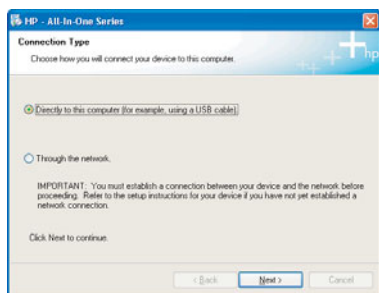 HP - All-In-One Series
Connection Type
Choose how you will connect your device to this computer.
hp
Directly to this computer (for example, using a USB cable).
Through the network.
IMPORTANT: You must establish a connection between your device and the network before
proceeding. Refer to the setup instructions for your device if you have not yet established a
network connection.
Click Next to continue.
< Back Next > Cancel